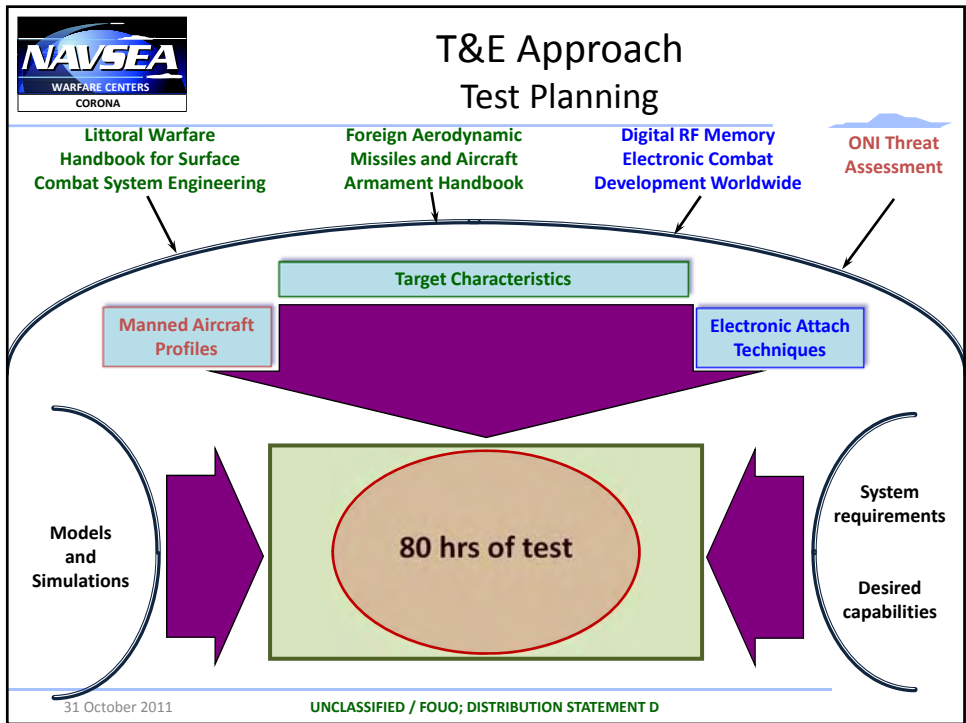 NAVSEA
WARFARE CENTERS
CORONA
T&E Approach
Test Planning
Littoral Warfare
Handbook for Surface
Combat System Engineering
Foreign Aerodynamic
Missiles and Aircraft
Armament Handbook
Digital RF Memory
Electronic Combat
Development Worldwide
ONI Threat
Assessment
Target Characteristics
Manned Aircraft
Profiles
Electronic Attach
Techniques
Models
and
Simulations
80 hrs of test
System
requirements
Desired
capabilities
31 October 2011
UNCLASSIFIED / FOUO; DISTRIBUTION STATEMENT D